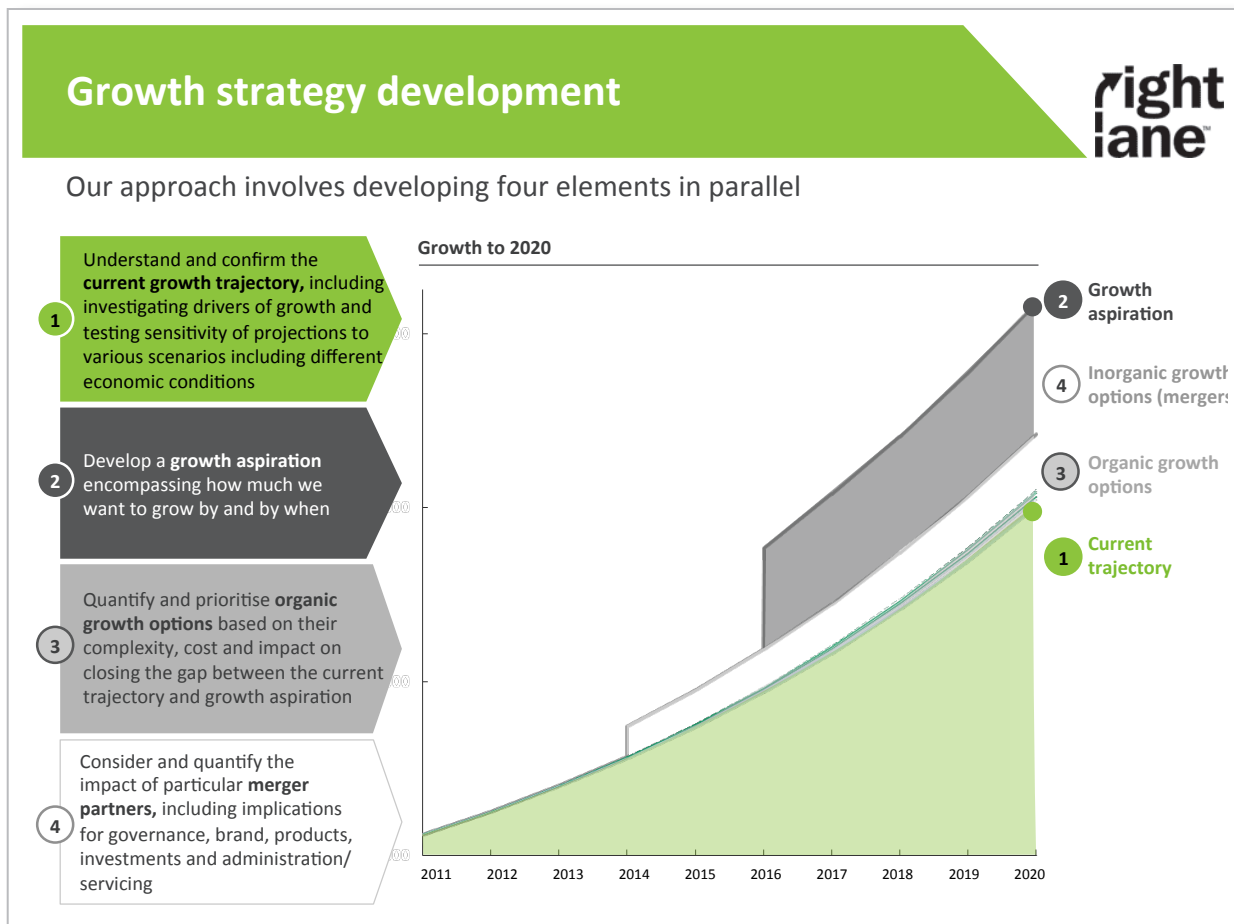 Growth strategy development
right
lane™
Our approach involves developing four elements in parallel
1
Understand and confirm the
current growth trajectory, including
investigating drivers of growth and
testing sensitivity of projections to
various scenarios including different
economic conditions
2
Develop a growth aspiration
encompassing how much we
want to grow by and by when
3
Quantify and prioritise organic
growth options based on their
complexity, cost and impact on
closing the gap between the current
trajectory and growth aspiration
4
Consider and quantify the
impact of particular merger
partners, including implications
for governance, brand, products,
investments and administration/
servicing
Growth to 2020
2
Growth
aspiration
4
Inorganic growth
options (mergers
3
Organic growth
options
1
Current
trajectory
2011 2012 2013 2014 2015 2016 2017 2018 2019 2020